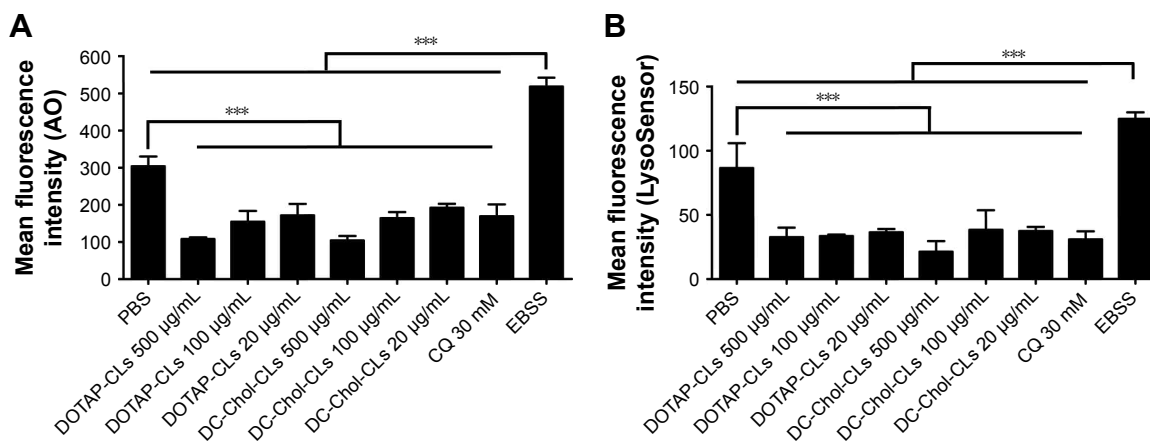 A
Mean fluorescence
intensity (AO)
600
500
400
300
200
100
0
***
***
PBS
DOTAP-CLs 500 µg/mL
DOTAP-CLs 100 µg/mL
DOTAP-CLs 20 µg/mL
DC-Chol-CLs 500 µg/mL
DC-Chol-CLs 100 µg/mL
DC-Chol-CLs 20 µg/mL
CQ 30 mM
EBSS
B
Mean fluorescence
intensity (LysoSensor)
150
100
50
0
***
***
PBS
DOTAP-CLs 500 µg/mL
DOTAP-CLs 100 µg/mL
DOTAP-CLs 20 µg/mL
DC-Chol-CLs 500 µg/mL
DC-Chol-CLs 100 µg/mL
DC-Chol-CLs 20 µg/mL
CQ 30 mM
EBSS